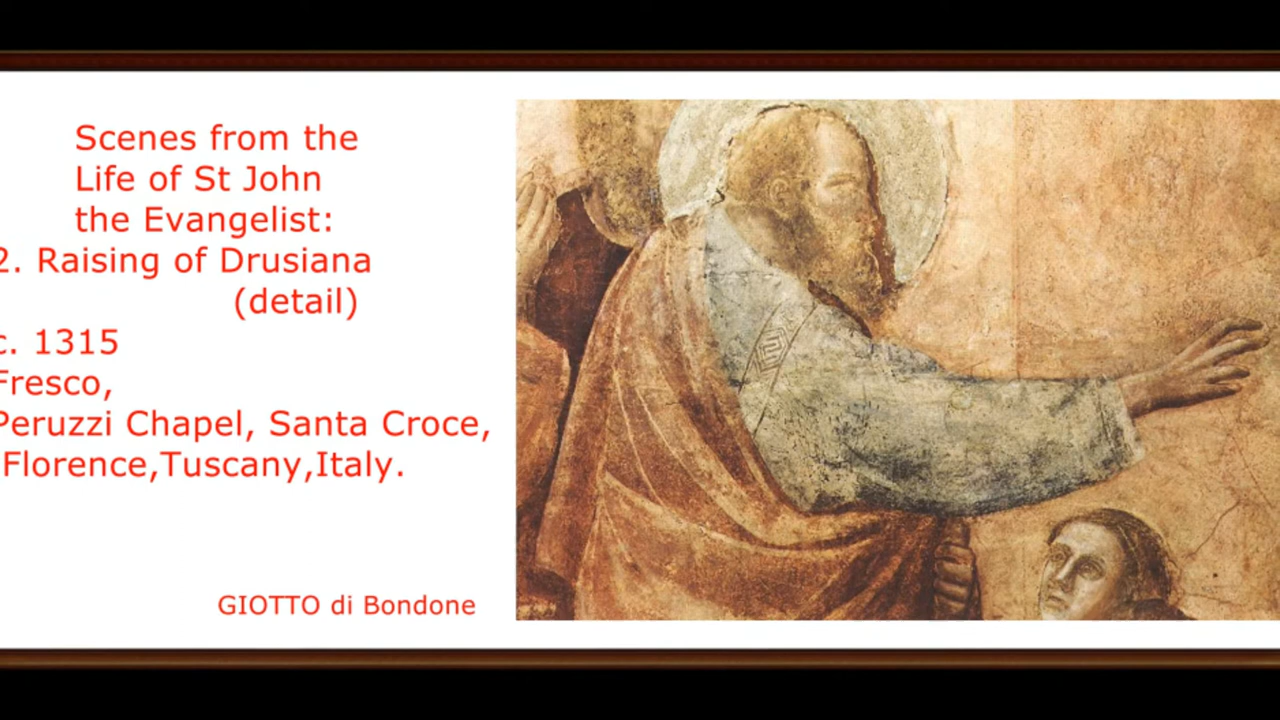 Scenes from the
Life of St John
the Evangelist:
2. Raising of Drusiana
(detail)
c. 1315
Fresco,
Peruzzi Chapel, Santa Croce,
Florence,Tuscany,Italy.
GIOTTO di Bondone